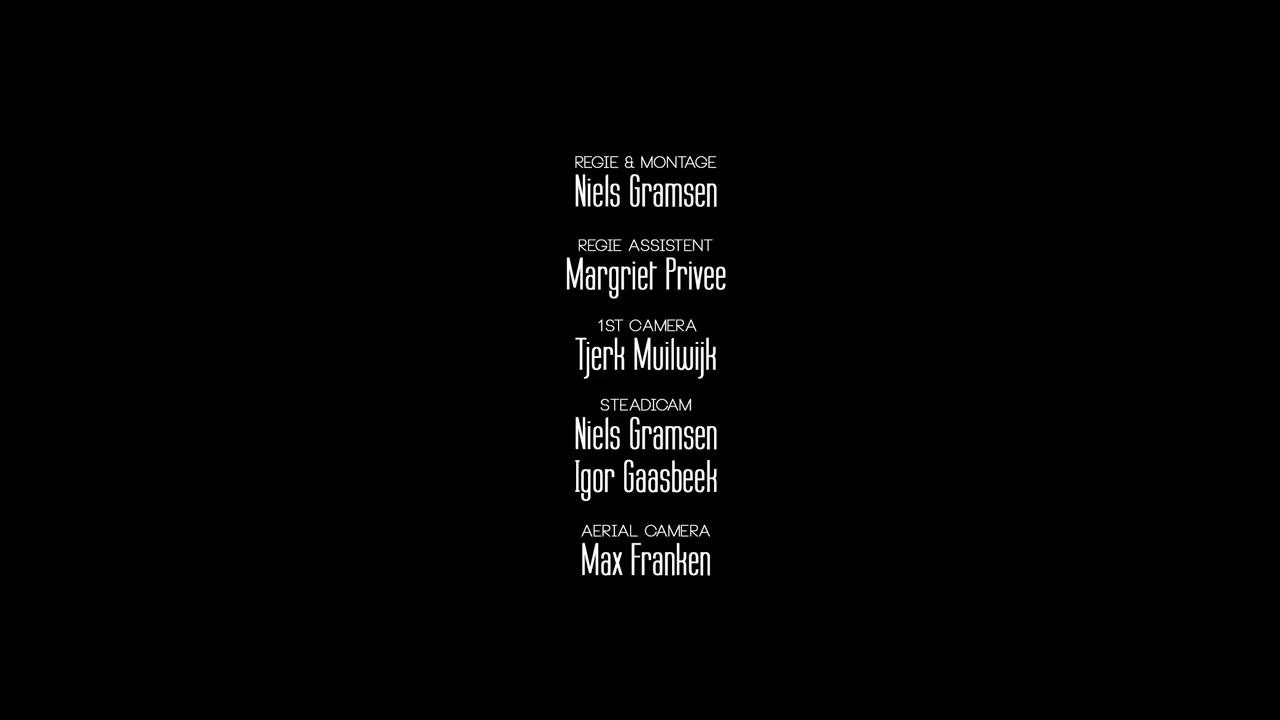 REGIE & MONTAGE
Niels Gramsen
REGIE ASSISTENT
Margriet Privee
1ST CAMERA
Tjerk Muilwijk
STEADICAM
Niels Gramsen
Igor Gaasbeek
AERIAL CAMERA
Max Franken